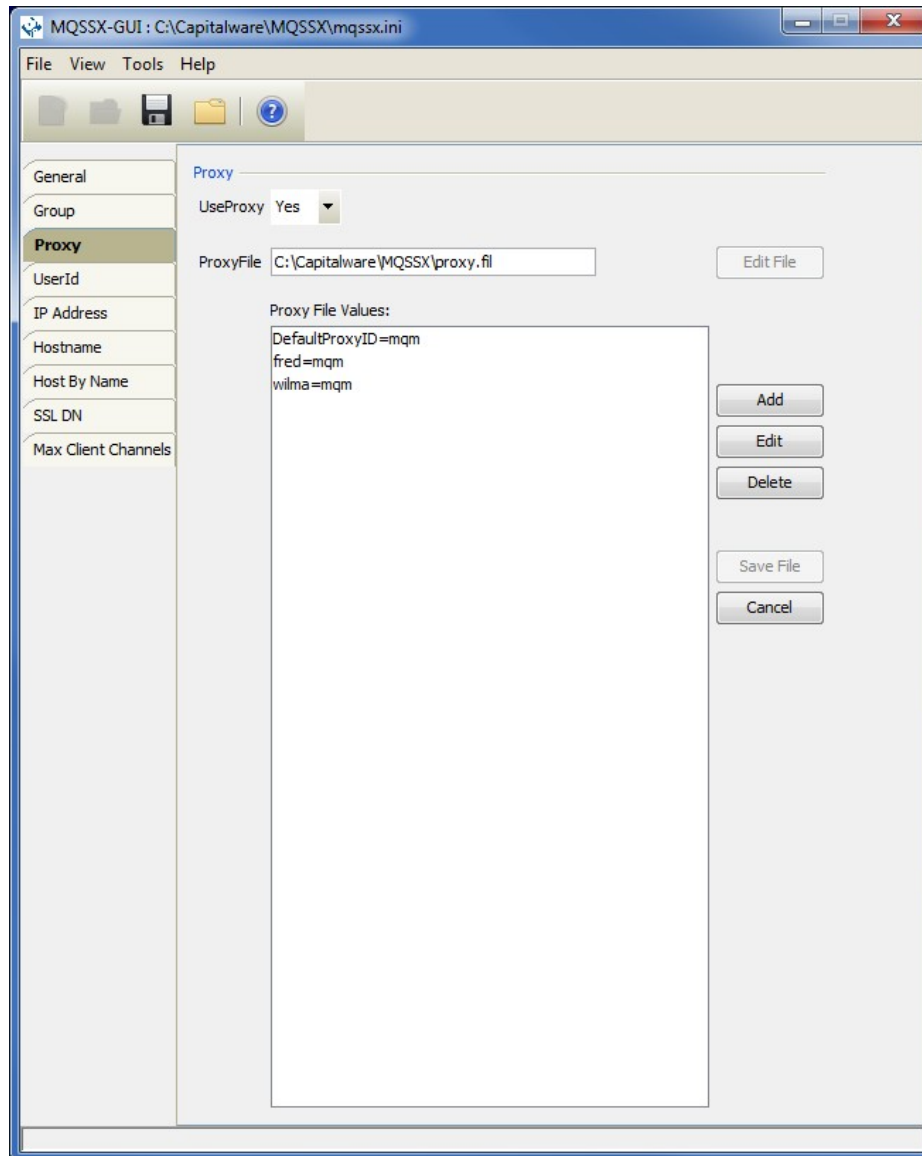 MQSSX-GUI : C:\Capitalware\MQSSX\mqssx.ini
File View Tools Help
General
Group
Proxy
UserId
IP Address
Hostname
Host By Name
SSL DN
Max Client Channels
Proxy
UseProxy Yes
ProxyFile C:\Capitalware\MQSSX\proxy.fil Edit File
Proxy File Values:
DefaultProxyID=mqm
fred=mqm
wilma=mqm
Add
Edit
Delete
Save File
Cancel